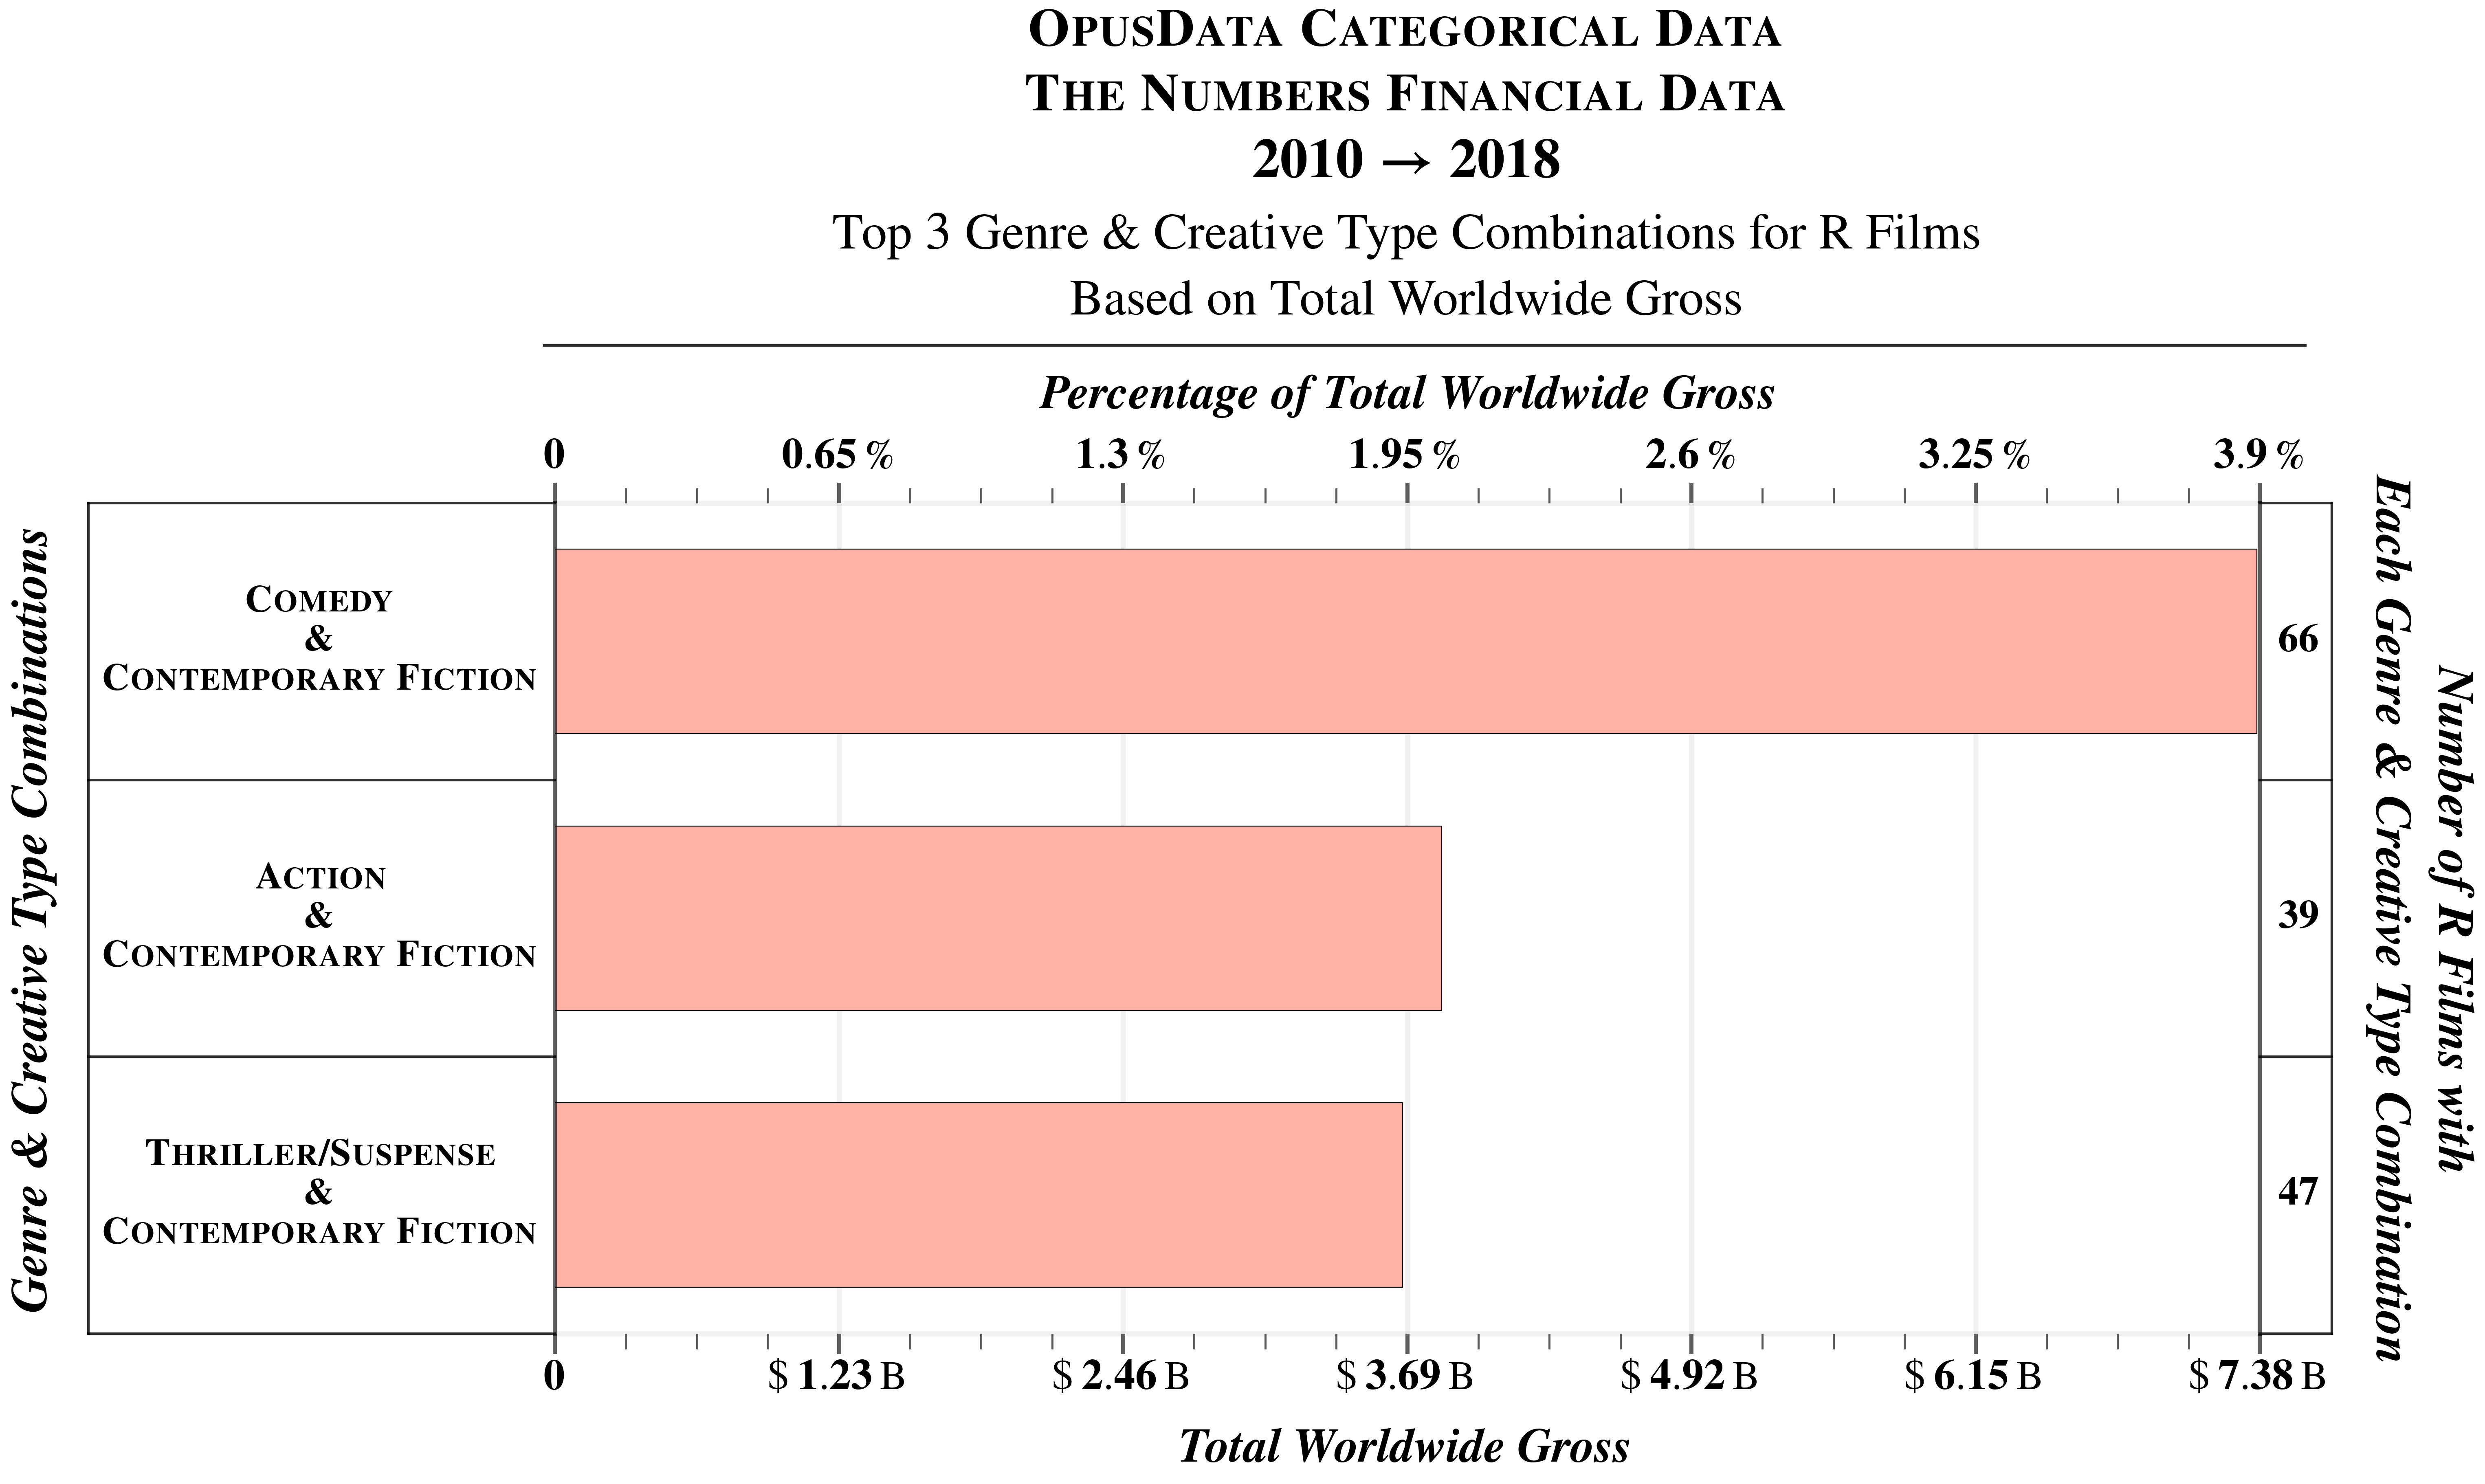 OpusData Categorical Data
The Numbers Financial Data
2010 → 2018
Top 3 Genre & Creative Type Combinations for R Films
Based on Total Worldwide Gross
Percentage of Total Worldwide Gross
0 0.65 % 1.3 % 1.95 % 2.6 % 3.25 % 3.9 %
Genre & Creative Type Combinations
Comedy
&
Contemporary Fiction
66
Action
&
Contemporary Fiction
39
Thriller/Suspense
&
Contemporary Fiction
47
Number of R Films with
Each Genre & Creative Type Combination
0 $ 1.23 B $ 2.46 B $ 3.69 B $ 4.92 B $ 6.15 B $ 7.38 B
Total Worldwide Gross